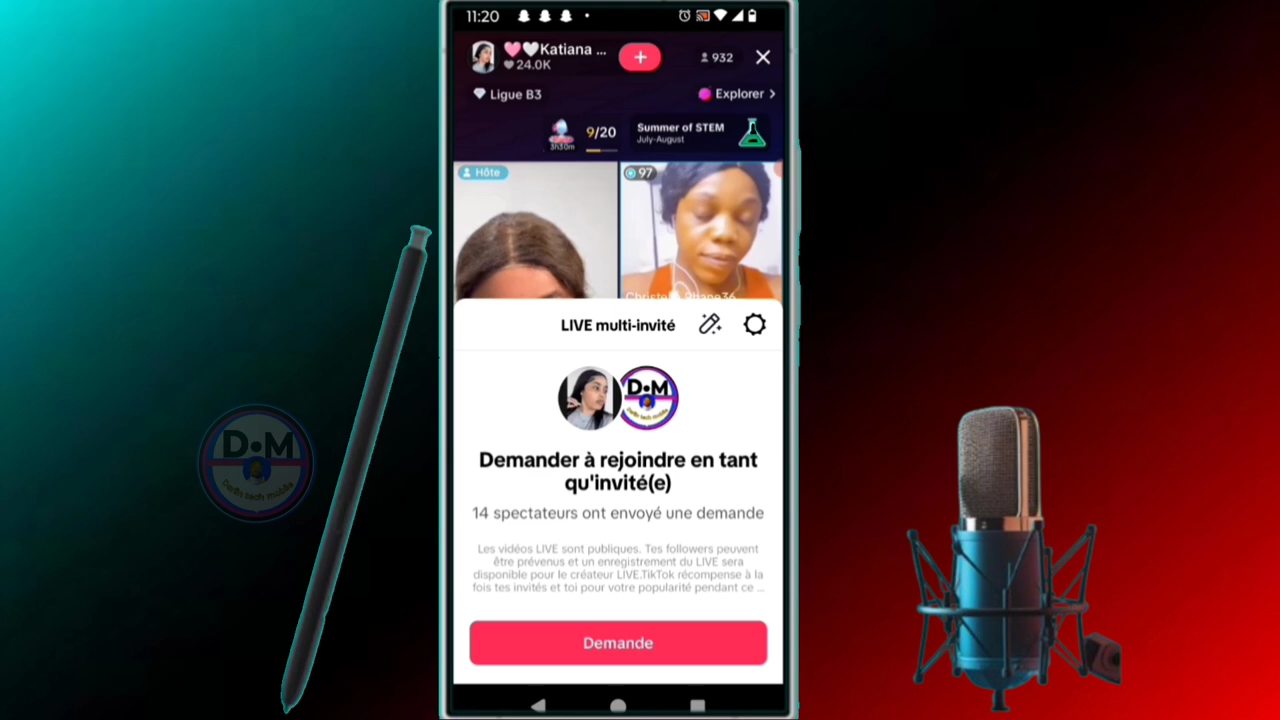 11:20
Katiana ...
24.0K
932
Ligue B3
Explorer
3h30m
9/20
Summer of STEM
July-August
Hôte
97
LIVE multi-invité
D•M
Demander à rejoindre en tant
qu'invité(e)
14 spectateurs ont envoyé une demande
Les vidéos LIVE sont publiques. Tes followers peuvent
être prévenus et un enregistrement du LIVE sera
disponible pour le créateur LIVE.TikTok récompense à la
fois tes invités et toi pour votre popularité pendant ce ...
Demande
D•M